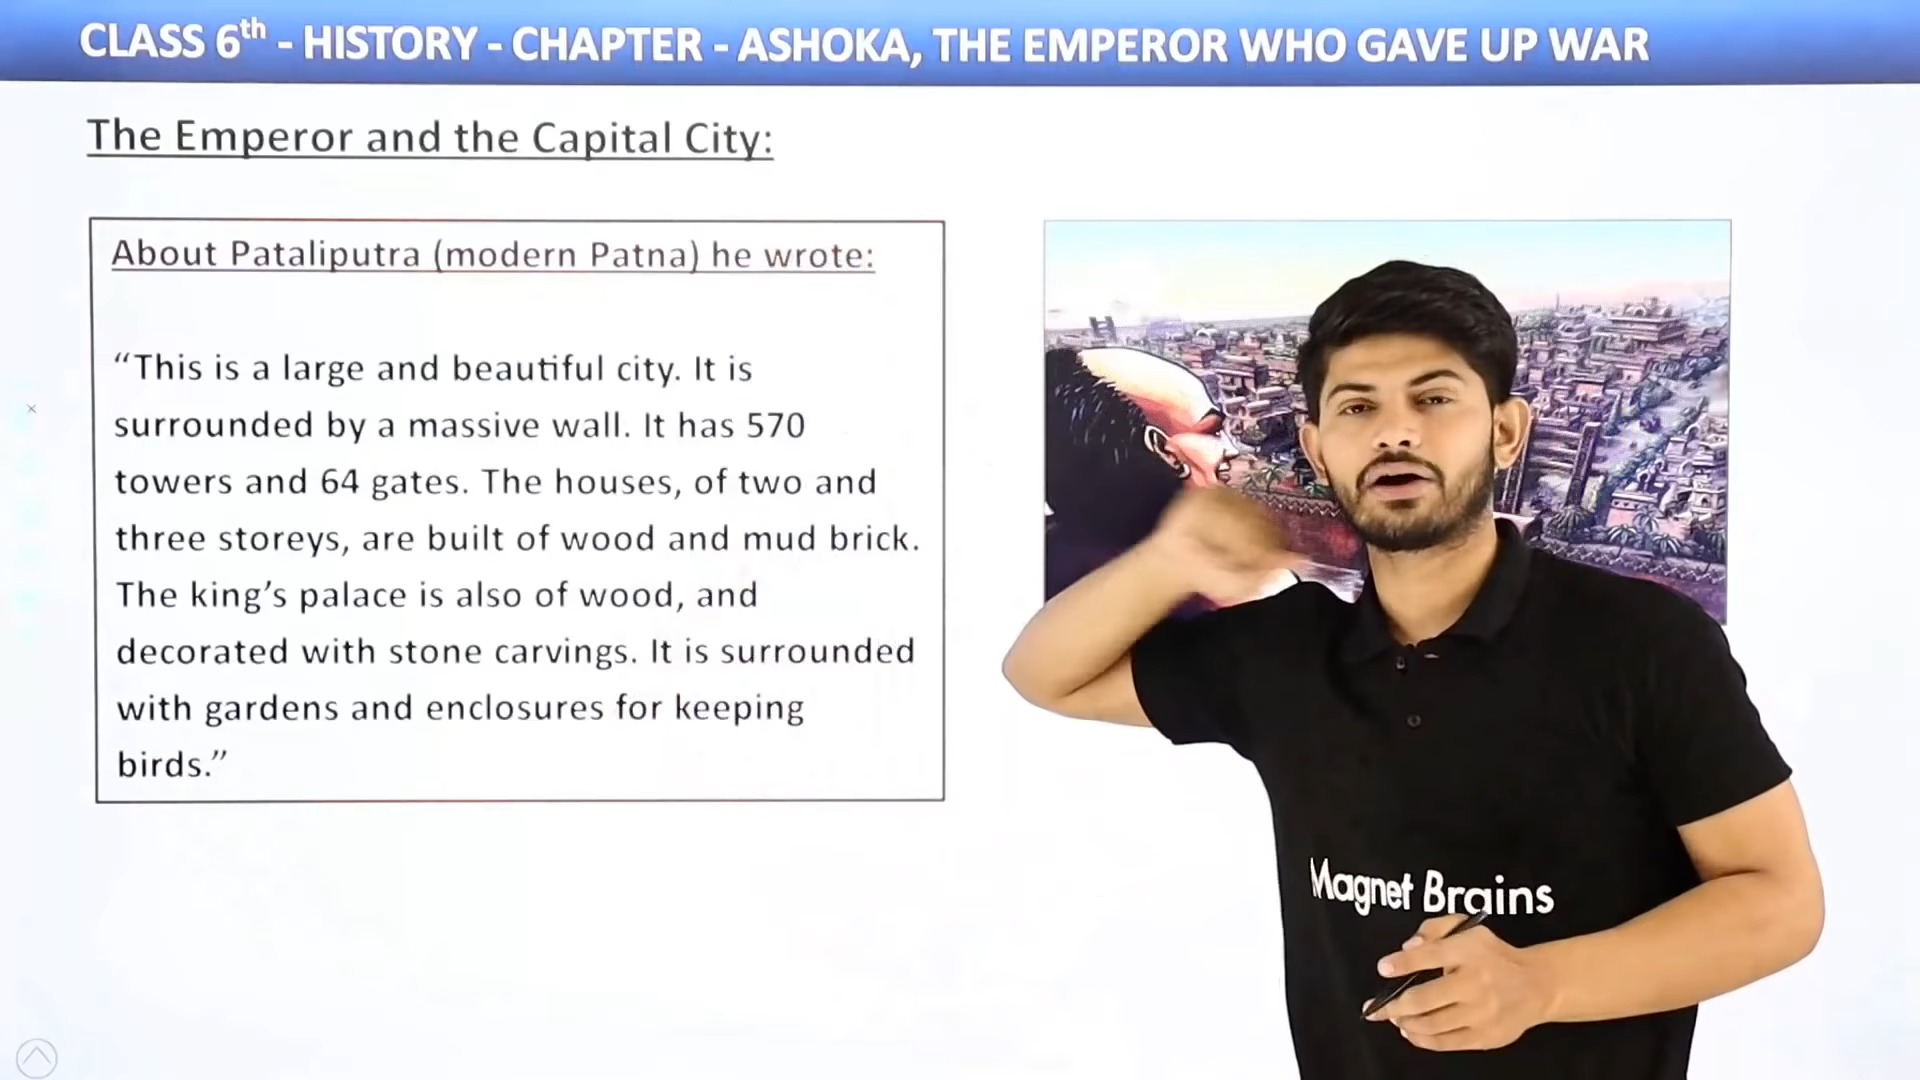 CLASS 6th - HISTORY - CHAPTER - ASHOKA, THE EMPEROR WHO GAVE UP WAR
The Emperor and the Capital City:
About Pataliputra (modern Patna) he wrote:
“This is a large and beautiful city. It is
surrounded by a massive wall. It has 570
towers and 64 gates. The houses, of two and
three storeys, are built of wood and mud brick.
The king’s palace is also of wood, and
decorated with stone carvings. It is surrounded
with gardens and enclosures for keeping
birds.”
Magnet Brains